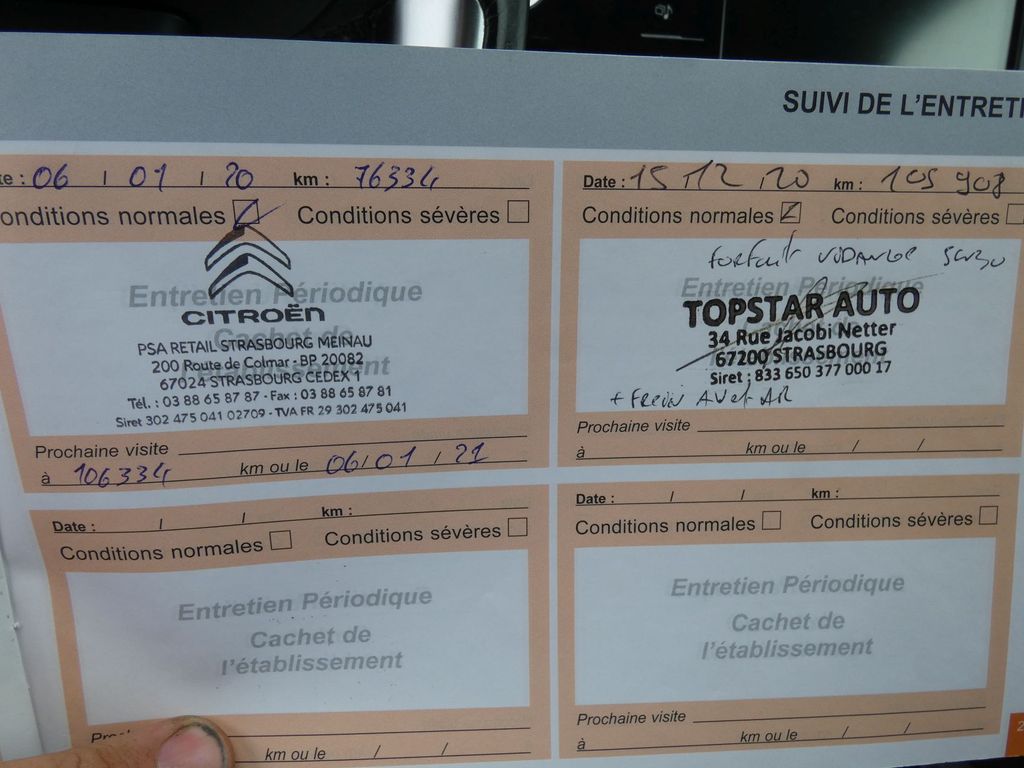 SUIVI DE L'ENTRETI
te : 06 / 01 / 20 km : 76334
onditions normales Conditions sévères
Entretien Périodique
Cachet de
l'établissement
CITROËN
PSA RETAIL STRASBOURG MEINAU
200 Route de Colmar - BP 20082
67024 STRASBOURG CEDEX 1
Tél. : 03 88 65 87 87 - Fax : 03 88 65 87 81
Siret 302 475 041 02709 - TVA FR 29 302 475 041
Prochaine visite
à 106334 km ou le 06/01/21
Date : 15/12/20 km : 105 908
Conditions normales Conditions sévères
forfait VIDANGE 5W30
Entretien Périodique
TOPSTAR AUTO
34 Rue Jacobi Netter
67200 STRASBOURG
Siret : 833 650 377 000 17
+ FREIN AV et AR
Prochaine visite
à km ou le / /
Date : / / km :
Conditions normales Conditions sévères
Entretien Périodique
Cachet de
l'établissement
km ou le / /
Date : / / km :
Conditions normales Conditions sévères
Entretien Périodique
Cachet de
l'établissement
Prochaine visite
à km ou le / /
2